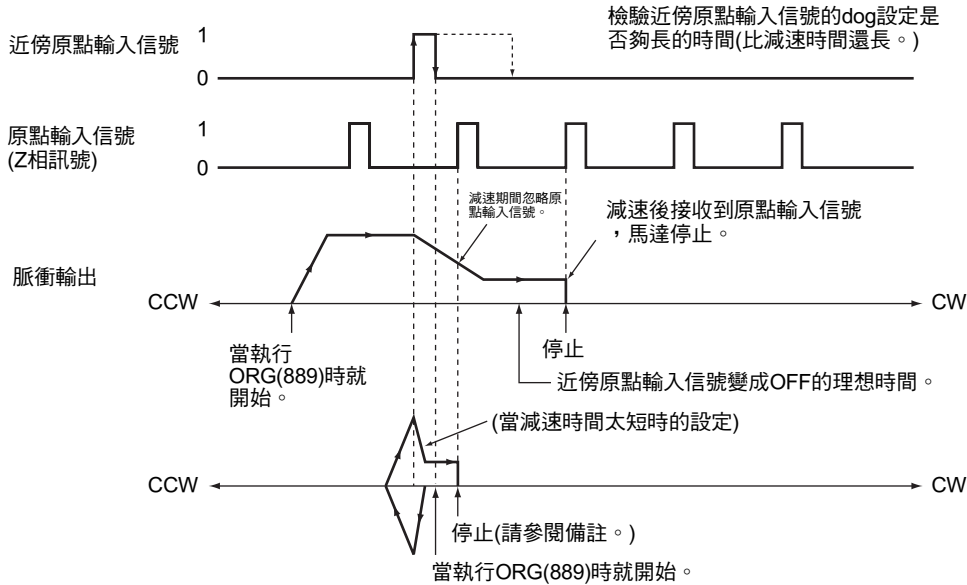 檢驗近傍原點輸入信號的dog設定是
否夠長的時間(比減速時間還長。)
近傍原點輸入信號
1
0
原點輸入信號
(Z相訊號)
1
0
減速期間忽略原
點輸入信號。
減速後接收到原點輸入信號
，馬達停止。
脈衝輸出
CCW
CW
當執行
ORG(889)時就
開始。
停止
近傍原點輸入信號變成OFF的理想時間。
(當減速時間太短時的設定)
CCW
CW
停止(請參閱備註。)
當執行ORG(889)時就開始。